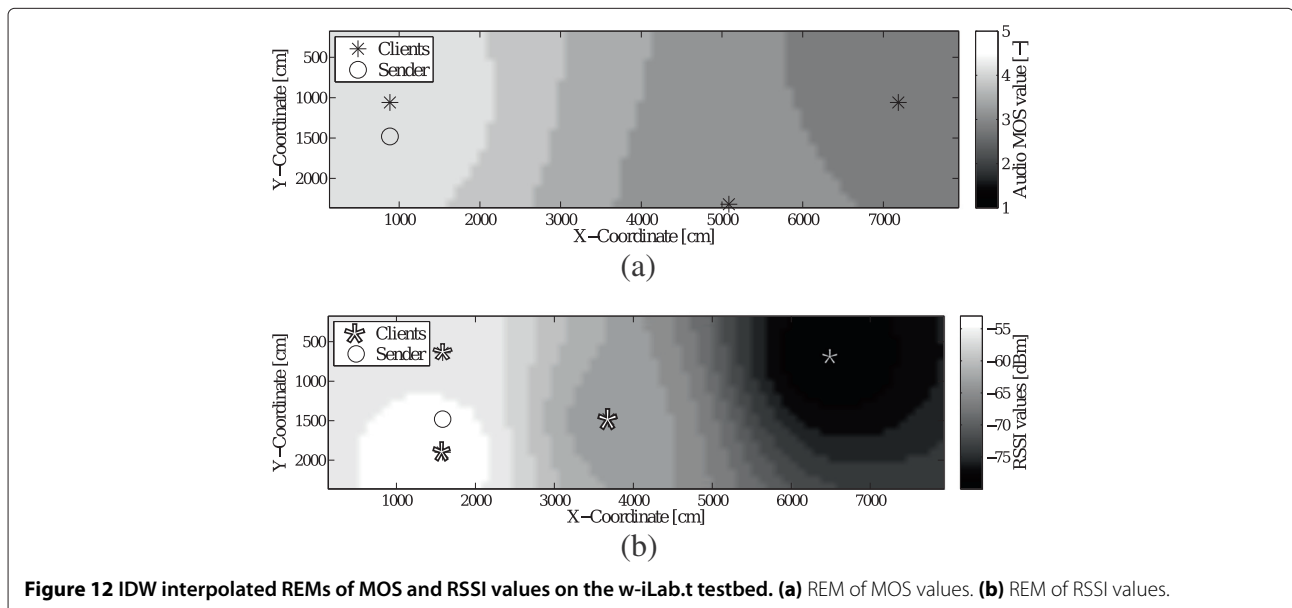 Clients
Sender
500
1000
1500
2000
Y−Coordinate [cm]
1000 2000 3000 4000 5000 6000 7000
X−Coordinate [cm]
5
4
3
2
1
Audio MOS value [−]
(a)
Clients
Sender
500
1000
1500
2000
Y−Coordinate [cm]
1000 2000 3000 4000 5000 6000 7000
X−Coordinate [cm]
−55
−60
−65
−70
−75
RSSI values [dBm]
(b)
Figure 12 IDW interpolated REMs of MOS and RSSI values on the w-iLab.t testbed. (a) REM of MOS values. (b) REM of RSSI values.